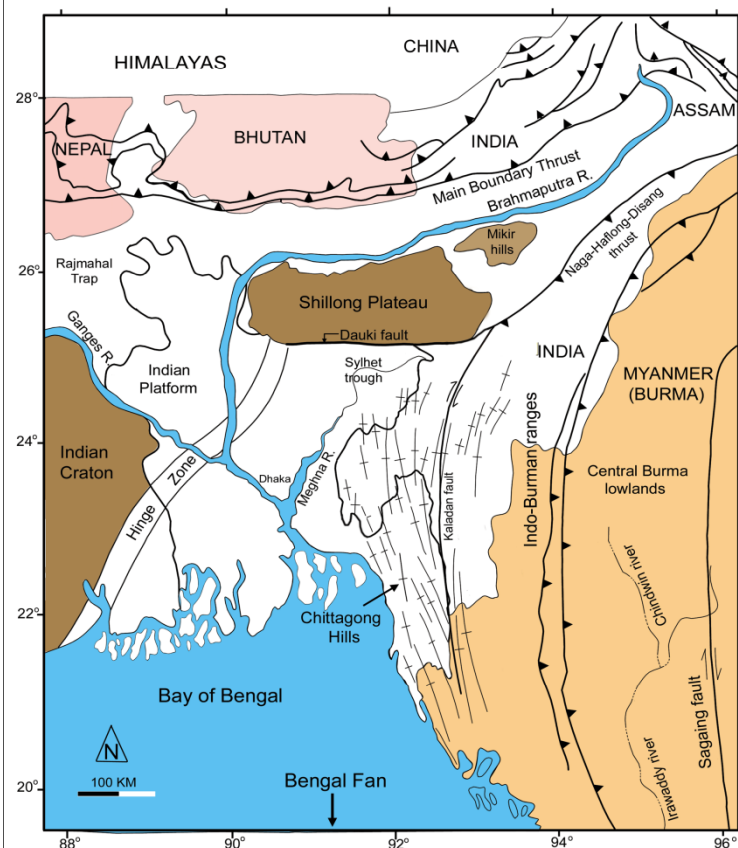 CHINA
HIMALAYAS
28°
ASSAM
BHUTAN
INDIA
NEPAL
Main Boundary Thrust
Brahmaputra R.
Mikir
hills
Naga-Haflong-Disang
thrust
26°
Rajmahal
Trap
Shillong Plateau
Ganges R.
Dauki fault
INDIA
Sylhet
trough
Indian
Platform
MYANMER
(BURMA)
24°
Indian
Craton
Hinge Zone
Dhaka
Meghna R.
Kaladan fault
Indo-Burman ranges
Central Burma
lowlands
Chindwin river
22°
Chittagong
Hills
Bay of Bengal
Sagaing fault
Irawaddy river
N
100 KM
20°
Bengal Fan
88°
90°
92°
94°
96°